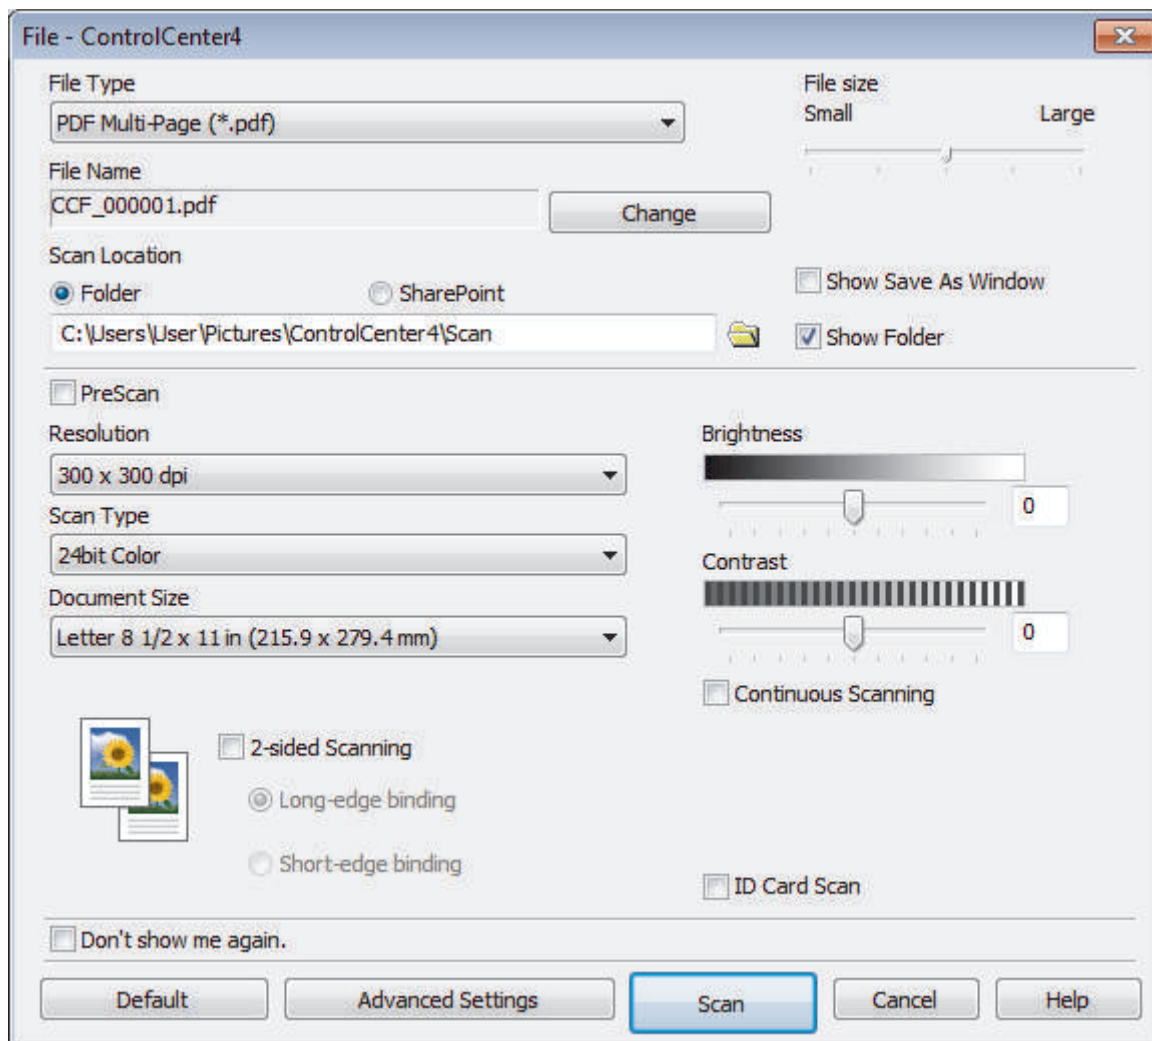 File - ControlCenter4
File Type
PDF Multi-Page (*.pdf)
File size
Small Large
File Name
CCF_000001.pdf
Change
Scan Location
Folder SharePoint
C:\Users\User\Pictures\ControlCenter4\Scan
Show Save As Window
Show Folder
PreScan
Resolution
300 x 300 dpi
Scan Type
24bit Color
Document Size
Letter 8 1/2 x 11 in (215.9 x 279.4 mm)
Brightness
0
Contrast
0
Continuous Scanning
2-sided Scanning
Long-edge binding
Short-edge binding
ID Card Scan
Don't show me again.
Default Advanced Settings Scan Cancel Help